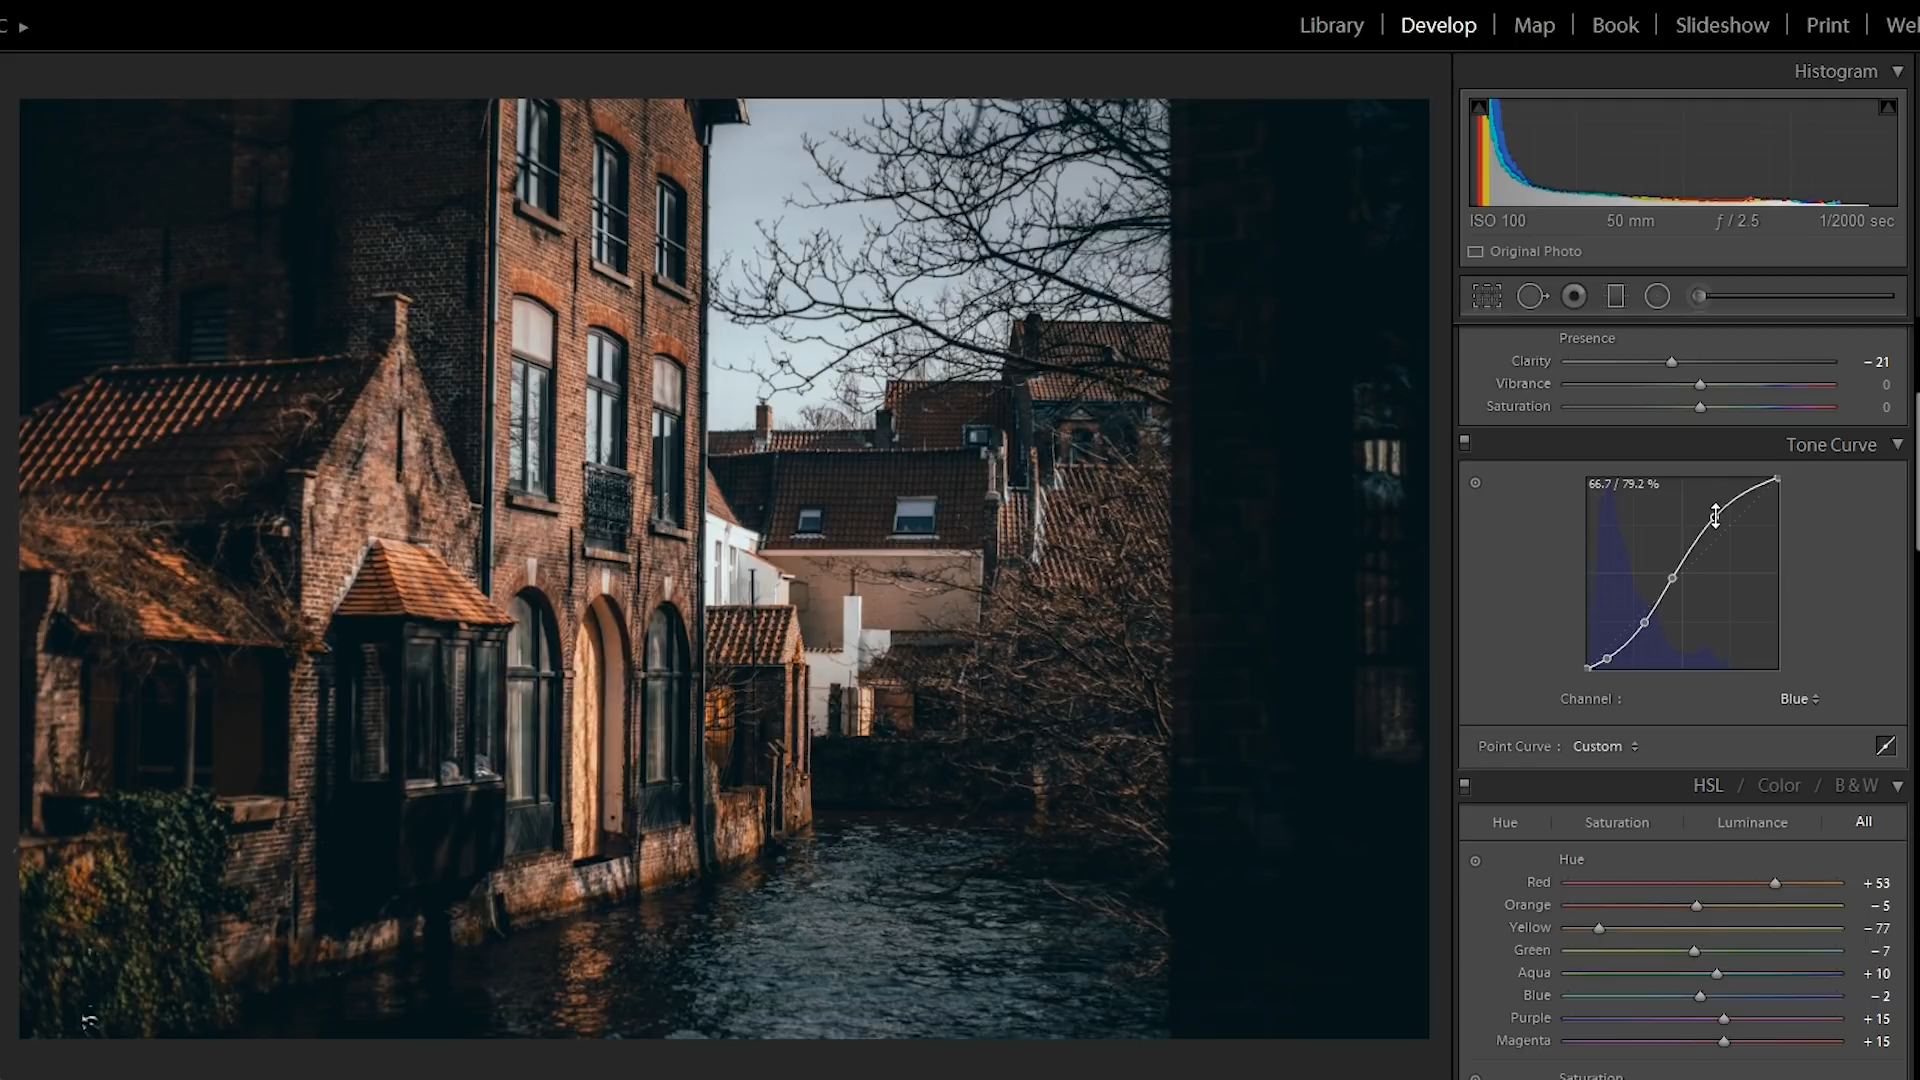 C
Library | Develop | Map | Book | Slideshow | Print |
Histogram
ISO 100 50 mm ƒ / 2.5 1/2000 sec
Original Photo
Presence
Clarity – 21
Vibrance 0
Saturation 0
Tone Curve
66.7 / 79.2 %
Channel : Blue
Point Curve : Custom
HSL / Color / B & W
Hue Saturation Luminance All
Hue
Red + 53
Orange – 5
Yellow – 77
Green – 7
Aqua + 10
Blue – 2
Purple + 15
Magenta + 15
Saturation